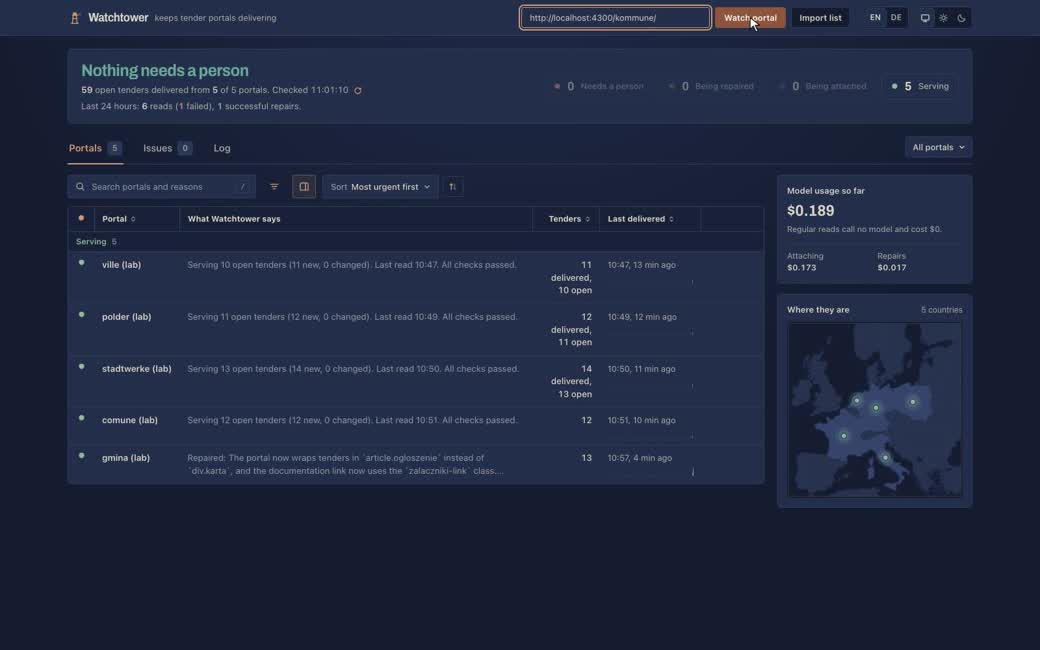 Watchtower keeps tender portals delivering
http://localhost:4300/kommune/
Watch portal
Import list
EN DE
Nothing needs a person
59 open tenders delivered from 5 of 5 portals. Checked 11:01:10
Last 24 hours: 6 reads (1 failed), 1 successful repairs.
0 Needs a person
0 Being repaired
0 Being attached
5 Serving
Portals 5
Issues 0
Log
All portals
Search portals and reasons /
Sort Most urgent first
Portal
What Watchtower says
Tenders
Last delivered
Serving 5
ville (lab)
Serving 10 open tenders (11 new, 0 changed). Last read 10:47. All checks passed.
11
delivered,
10 open
10:47, 13 min ago
polder (lab)
Serving 11 open tenders (12 new, 0 changed). Last read 10:49. All checks passed.
12
delivered,
11 open
10:49, 12 min ago
stadtwerke (lab)
Serving 13 open tenders (14 new, 0 changed). Last read 10:50. All checks passed.
14
delivered,
13 open
10:50, 11 min ago
comune (lab)
Serving 12 open tenders (12 new, 0 changed). Last read 10:51. All checks passed.
12
10:51, 10 min ago
gmina (lab)
Repaired: The portal now wraps tenders in `article.ogloszenie` instead of
`div.karta`, and the documentation link now uses the `zalaczniki-link` class....
13
10:57, 4 min ago
Model usage so far
$0.189
Regular reads call no model and cost $0.
Attaching
$0.173
Repairs
$0.017
Where they are
5 countries